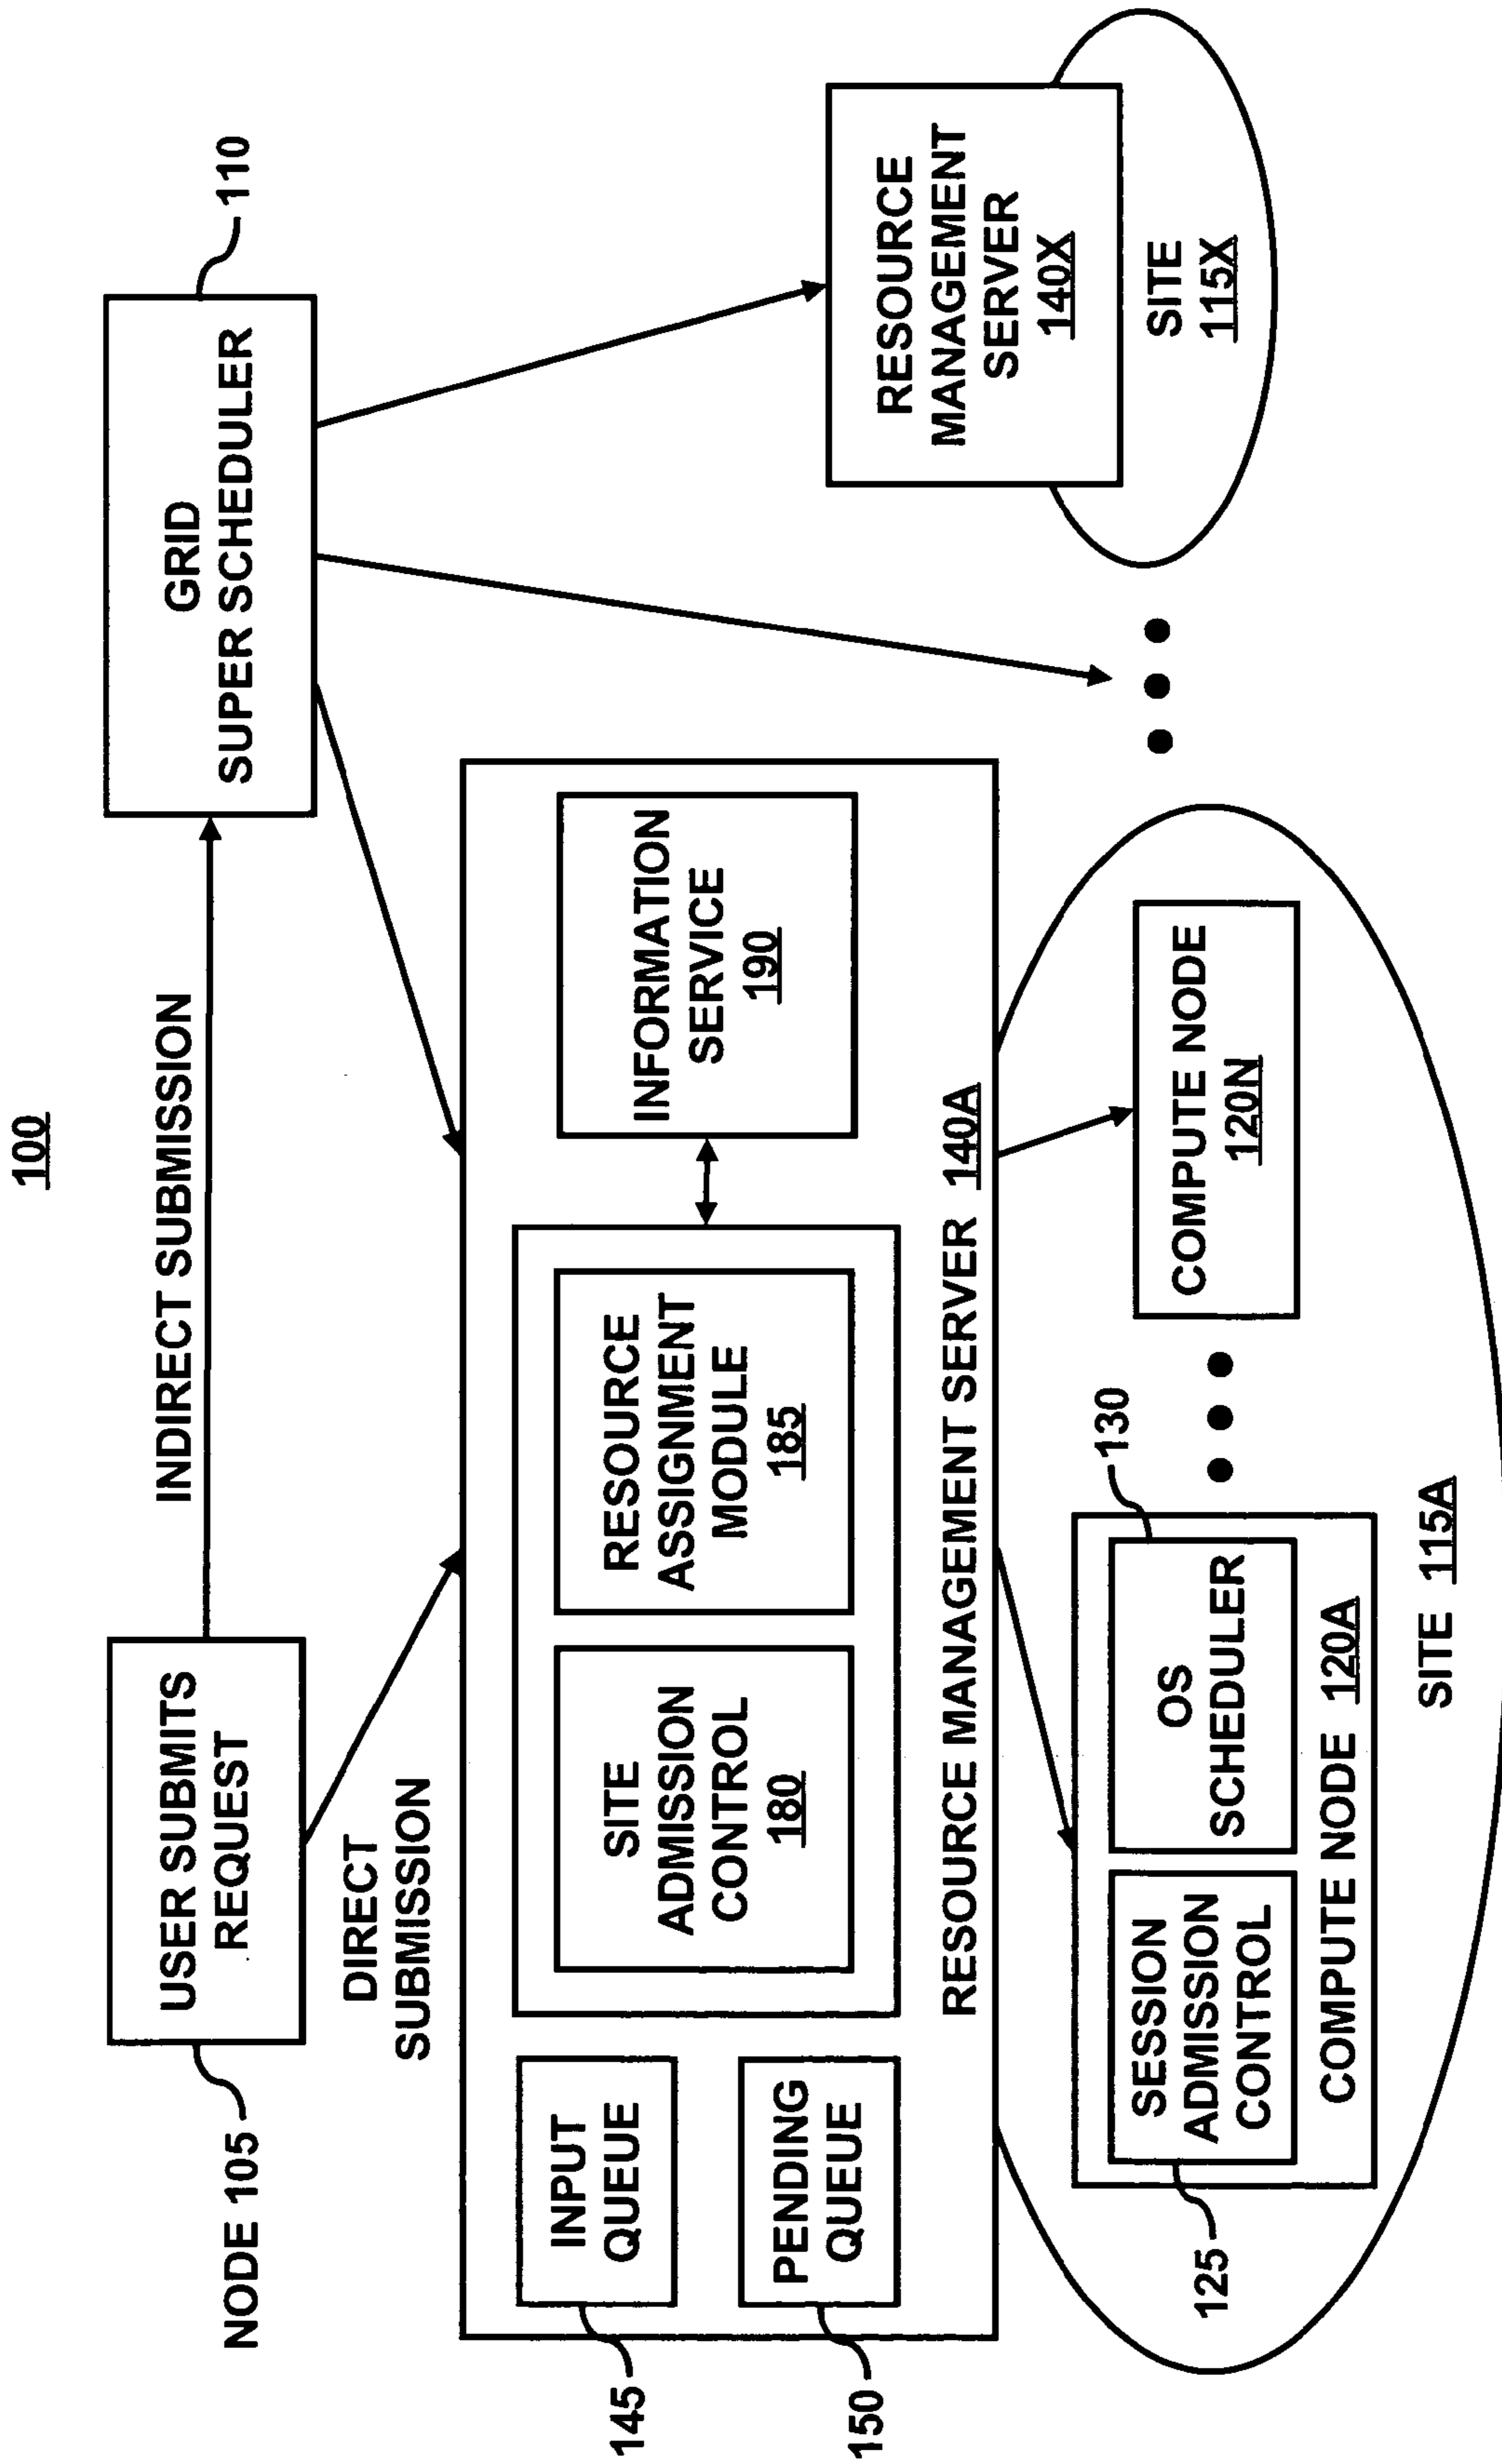 100
USER SUBMITS
REQUEST
NODE 105
INDIRECT SUBMISSION
GRID
SUPER SCHEDULER
110
DIRECT
SUBMISSION
INPUT
QUEUE
145
PENDING
QUEUE
150
SITE
ADMISSION
CONTROL
180
RESOURCE
ASSIGNMENT
MODULE
185
INFORMATION
SERVICE
190
RESOURCE MANAGEMENT SERVER 140A
RESOURCE
MANAGEMENT
SERVER
140X
SITE
115X
SESSION
ADMISSION
CONTROL
125
OS
SCHEDULER
130
COMPUTE NODE 120A
COMPUTE NODE
120N
SITE 115A